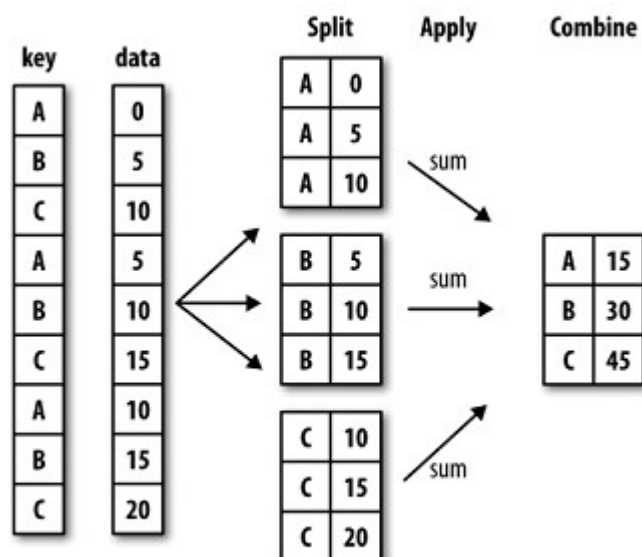 Split Apply Combine
key data
A 0
B 5
C 10
A 5
B 10
C 15
A 10
B 15
C 20
A 0
A 5
A 10
B 5
B 10
B 15
C 10
C 15
C 20
sum
sum
sum
A 15
B 30
C 45